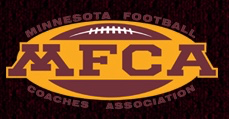 MINNESOTA FOOTBALL
MFCA
COACHES ASSOCIATION